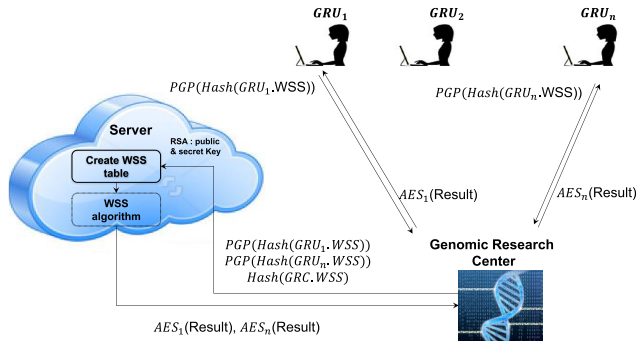 GRU₁
GRU₂
GRUₙ
PGP(Hash(GRU₁.WSS))
PGP(Hash(GRUₙ.WSS))
Server
RSA : public
& secret Key
Create WSS
table
WSS
algorithm
AES₁(Result)
AESₙ(Result)
PGP(Hash(GRU₁.WSS))
PGP(Hash(GRUₙ.WSS))
Hash(GRC.WSS)
Genomic Research
Center
AES₁(Result), AESₙ(Result)